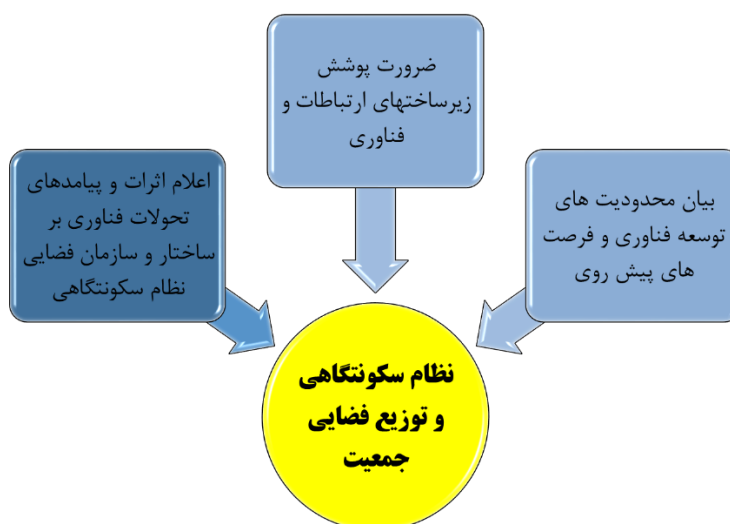 ضرورت پوشش
زیرساختهای ارتباطات و
فناوری
بیان محدودیت های
توسعه فناوری و فرصت
های پیش روی
اعلام اثرات و پیامدهای
تحولات فناوری بر
ساختار و سازمان فضایی
نظام سکونتگاهی
نظام سکونتگاهی
و توزیع فضایی
جمعیت